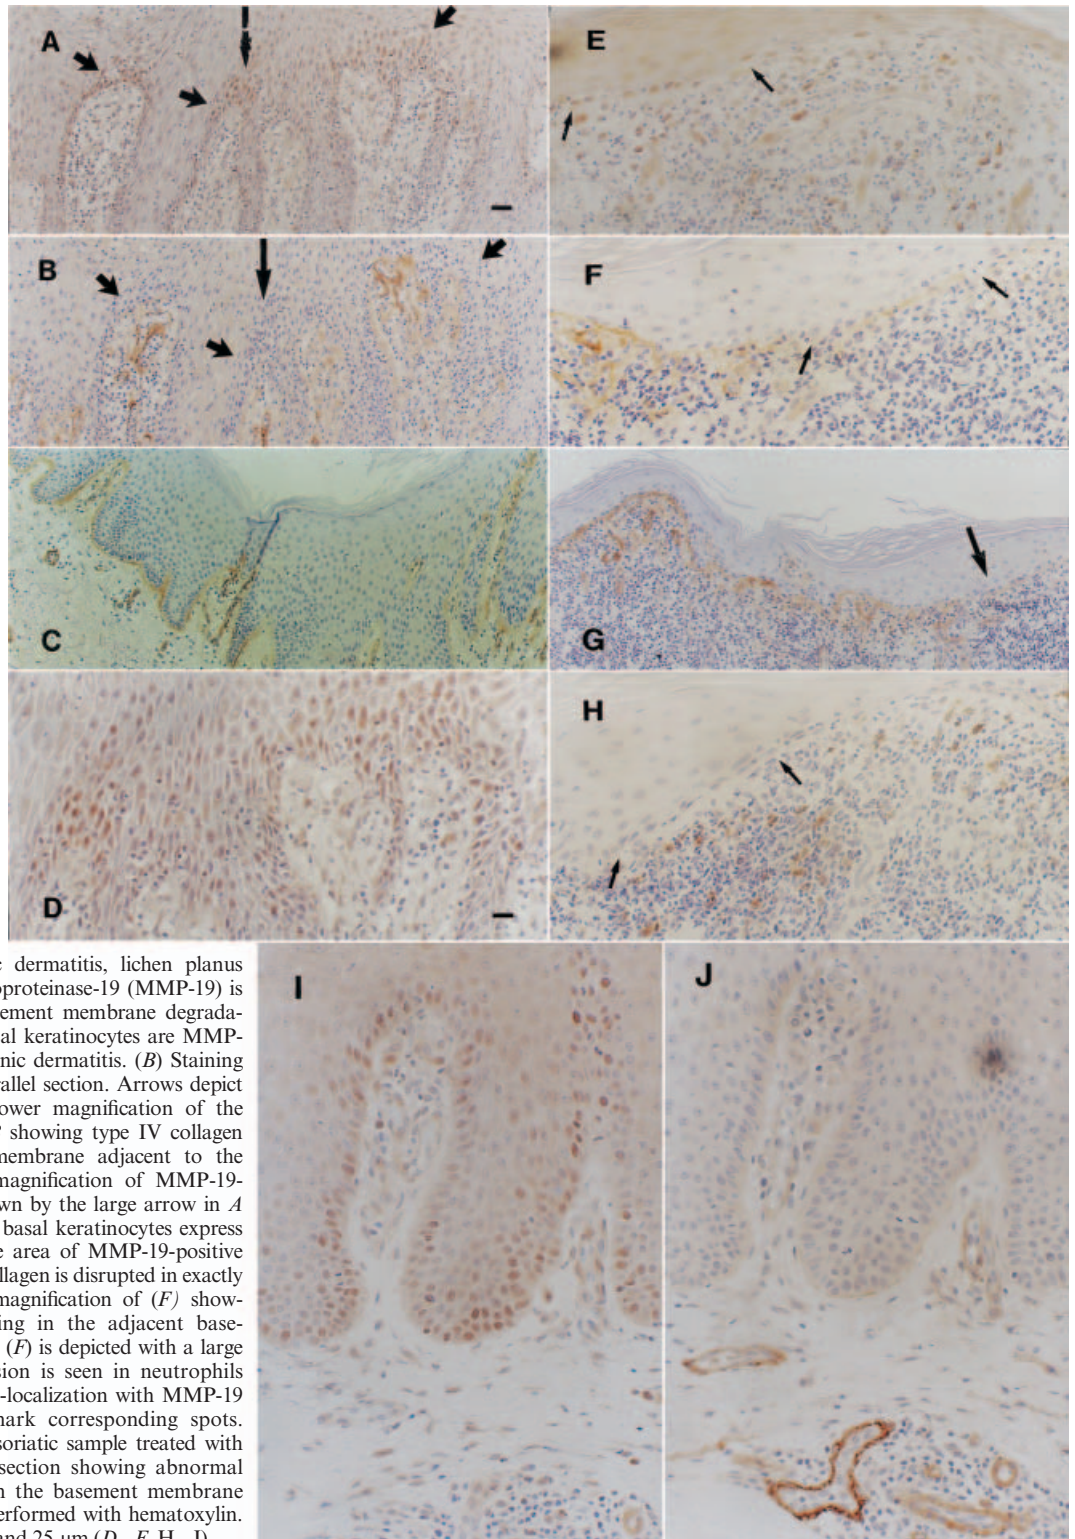 A
B
C
D
E
F
G
H
I
J
c dermatitis, lichen planus
oproteinase-19 (MMP-19) is
ement membrane degrada-
al keratinocytes are MMP-
nic dermatitis. (B) Staining
rallel section. Arrows depict
ower magnification of the
showing type IV collagen
membrane adjacent to the
magnification of MMP-19-
wn by the large arrow in A
basal keratinocytes express
e area of MMP-19-positive
llagen is disrupted in exactly
magnification of (F) show-
ing in the adjacent base-
(F) is depicted with a large
sion is seen in neutrophils
-localization with MMP-19
mark corresponding spots.
soriatic sample treated with
section showing abnormal
n the basement membrane
erformed with hematoxylin.
and 25 µm (D, E, H–J).